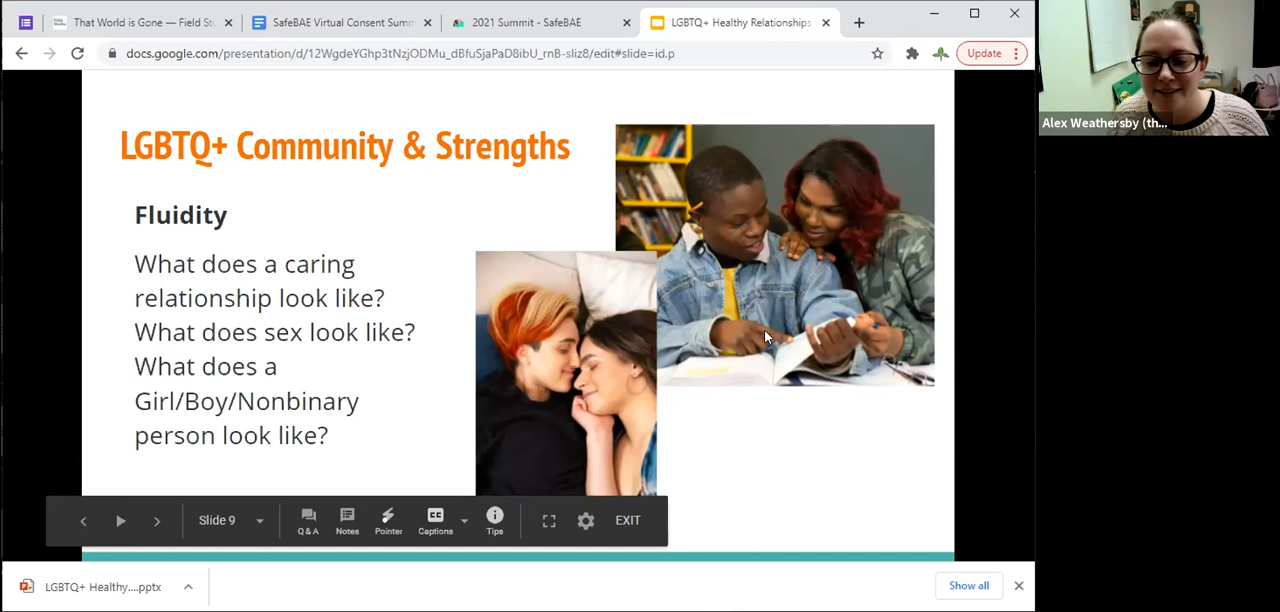 That World is Gone — Field Stu
SafeBAE Virtual Consent Summ
2021 Summit - SafeBAE
LGBTQ+ Healthy Relationships
docs.google.com/presentation/d/12WgdeYGhp3tNzjODMu_dBfuSjaPaD8ibU_rnB-sliz8/edit#slide=id.p
Update
Alex Weathersby (th...
LGBTQ+ Community & Strengths
Fluidity
What does a caring
relationship look like?
What does sex look like?
What does a
Girl/Boy/Nonbinary
person look like?
Slide 9
Q&A
Notes
Pointer
CC
Captions
Tips
EXIT
LGBTQ+ Healthy....pptx
Show all